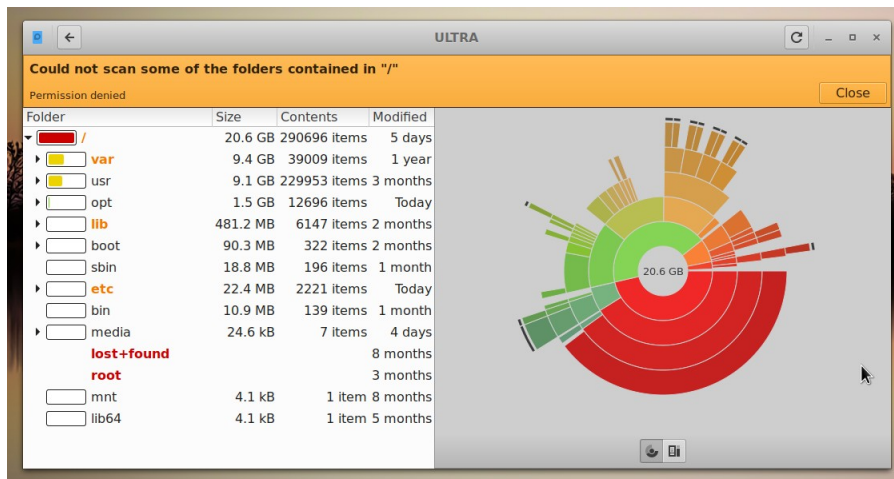 ULTRA
Could not scan some of the folders contained in "/"
Permission denied
Close
Folder Size Contents Modified
/ 20.6 GB 290696 items 5 days
var 9.4 GB 39009 items 1 year
usr 9.1 GB 229953 items 3 months
opt 1.5 GB 12696 items Today
lib 481.2 MB 6147 items 2 months
boot 90.3 MB 322 items 2 months
sbin 18.8 MB 196 items 1 month
etc 22.4 MB 2221 items Today
bin 10.9 MB 139 items 1 month
media 24.6 kB 7 items 4 days
lost+found 8 months
root 3 months
mnt 4.1 kB 1 item 8 months
lib64 4.1 kB 1 item 5 months
20.6 GB